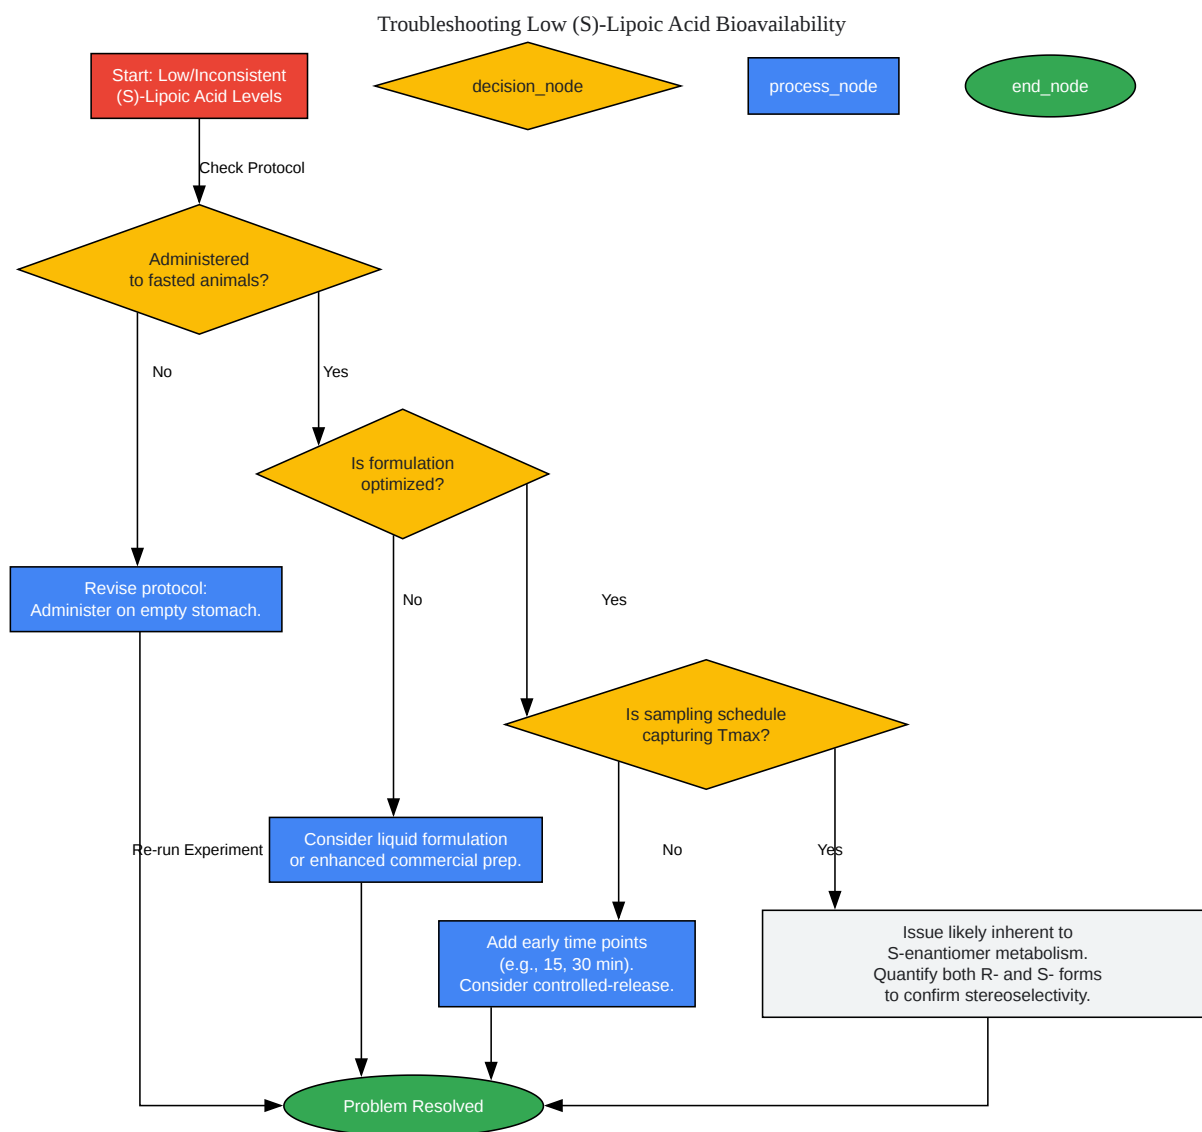 Troubleshooting Low (S)-Lipoic Acid Bioavailability
Start: Low/Inconsistent
(S)-Lipoic Acid Levels
decision_node
process_node
end_node
Check Protocol
Administered
to fasted animals?
No
Yes
Is formulation
optimized?
Revise protocol:
Administer on empty stomach.
No
Yes
Is sampling schedule
capturing Tmax?
Re-run Experiment
Consider liquid formulation
or enhanced commercial prep.
No
Yes
Add early time points
(e.g., 15, 30 min).
Consider controlled-release.
Issue likely inherent to
S-enantiomer metabolism.
Quantify both R- and S- forms
to confirm stereoselectivity.
Problem Resolved